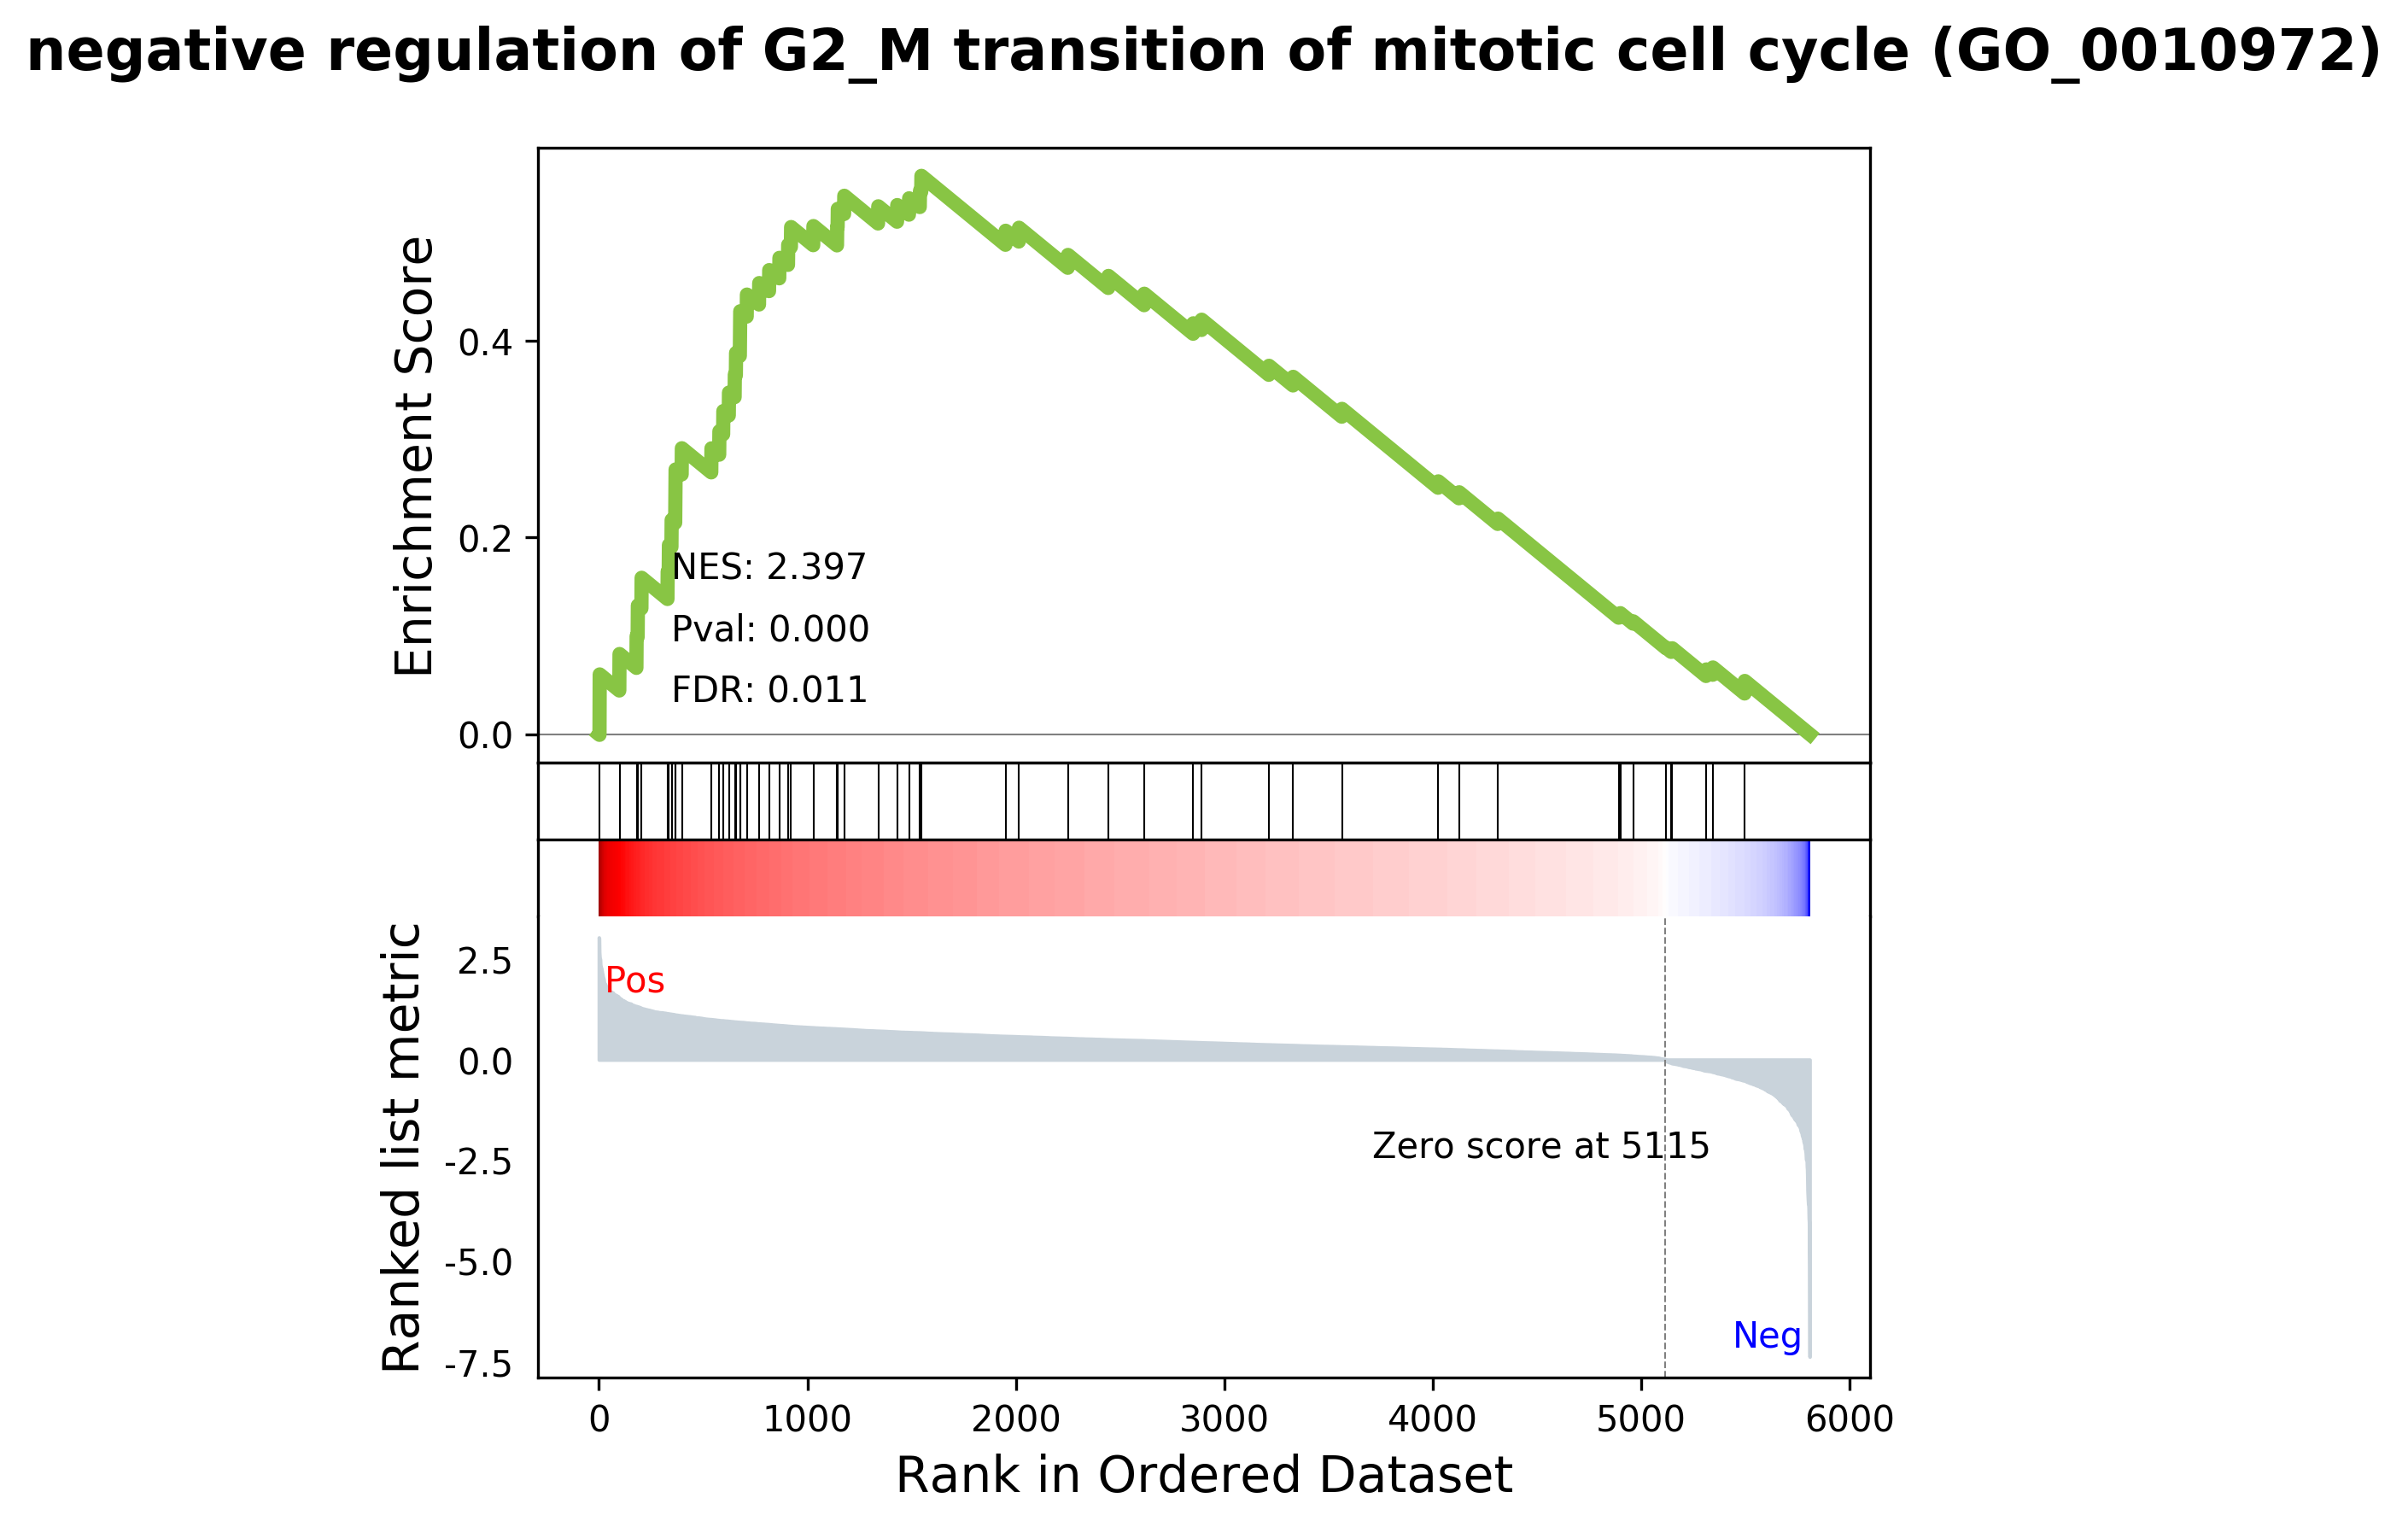 negative regulation of G2_M transition of mitotic cell cycle (GO_0010972)
Enrichment Score
0.4
0.2
0.0
NES: 2.397
Pval: 0.000
FDR: 0.011
Ranked list metric
2.5
0.0
-2.5
-5.0
-7.5
Pos
Zero score at 5115
Neg
0 1000 2000 3000 4000 5000 6000
Rank in Ordered Dataset